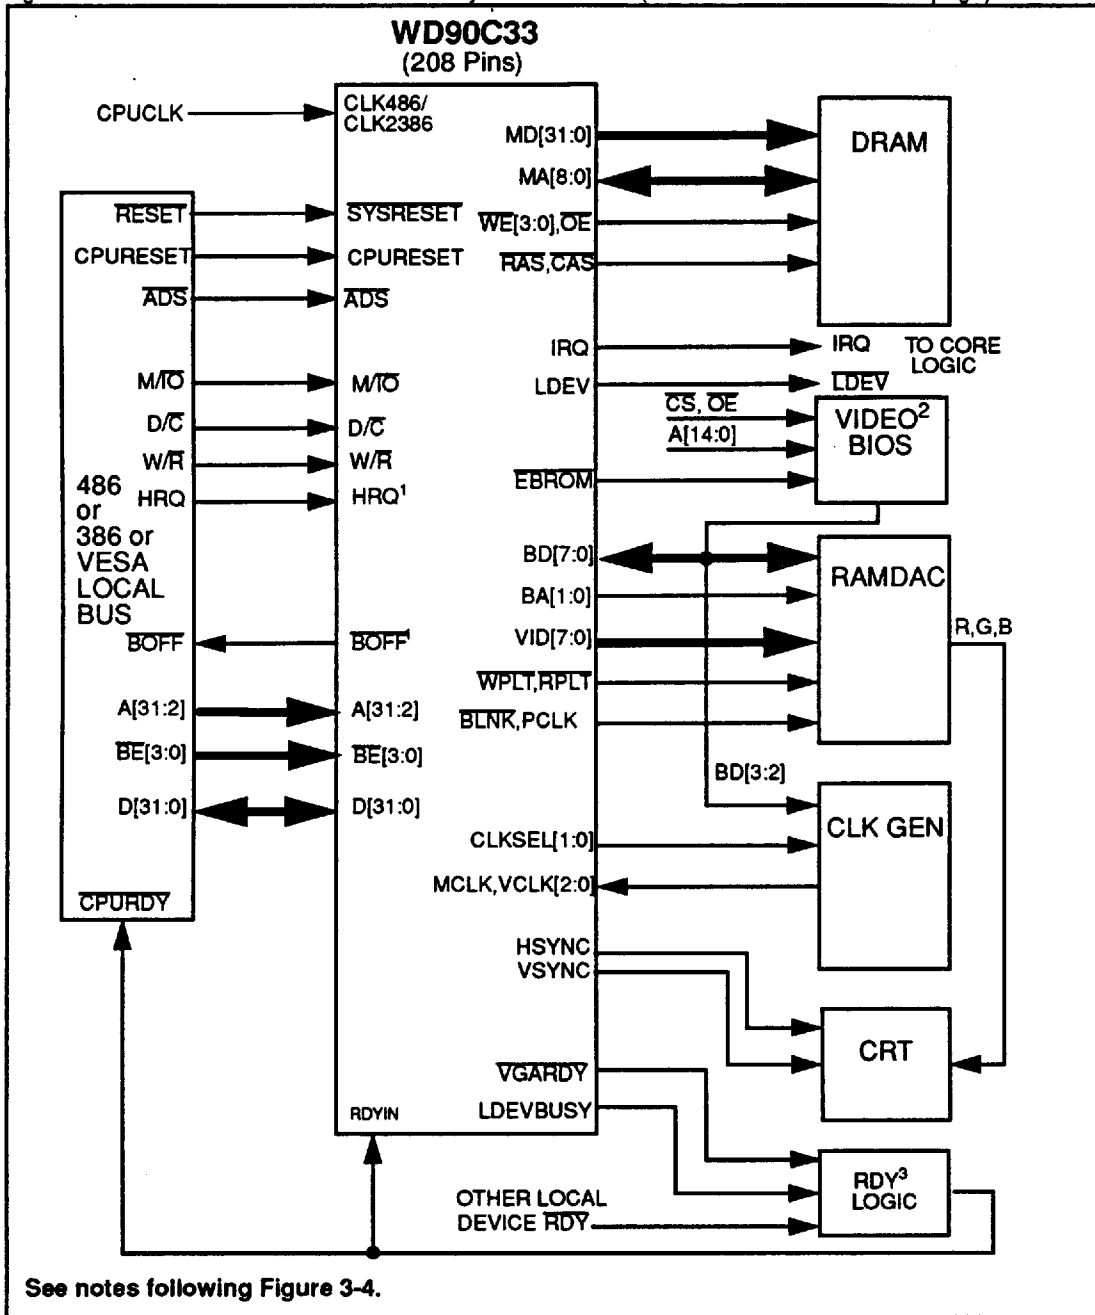 WD90C33
(208 Pins)
CPUCLK
CLK486/
CLK2386
MD[31:0]
MA[8:0]
WE[3:0],OE
RAS,CAS
DRAM
RESET
CPURESET
ADS
SYSRESET
CPURESET
ADS
IRQ
LDEV
IRQ
LDEV
TO CORE
LOGIC
M/IO
D/C
W/R
HRQ
M/IO
D/C
W/R
HRQ¹
CS, OE
A[14:0]
EBROM
VIDEO²
BIOS
486
or
386 or
VESA
LOCAL
BUS
BD[7:0]
BA[1:0]
VID[7:0]
WPLT,RPLT
BLNK,PCLK
RAMDAC
R,G,B
BOFF
BOFF¹
A[31:2]
BE[3:0]
D[31:0]
A[31:2]
BE[3:0]
D[31:0]
BD[3:2]
CLKSEL[1:0]
MCLK,VCLK[2:0]
CLK GEN
CPURDY
HSYNC
VSYNC
CRT
VGARDY
LDEVBUSY
RDYIN
OTHER LOCAL
DEVICE RDY
RDY³
LOGIC
See notes following Figure 3-4.